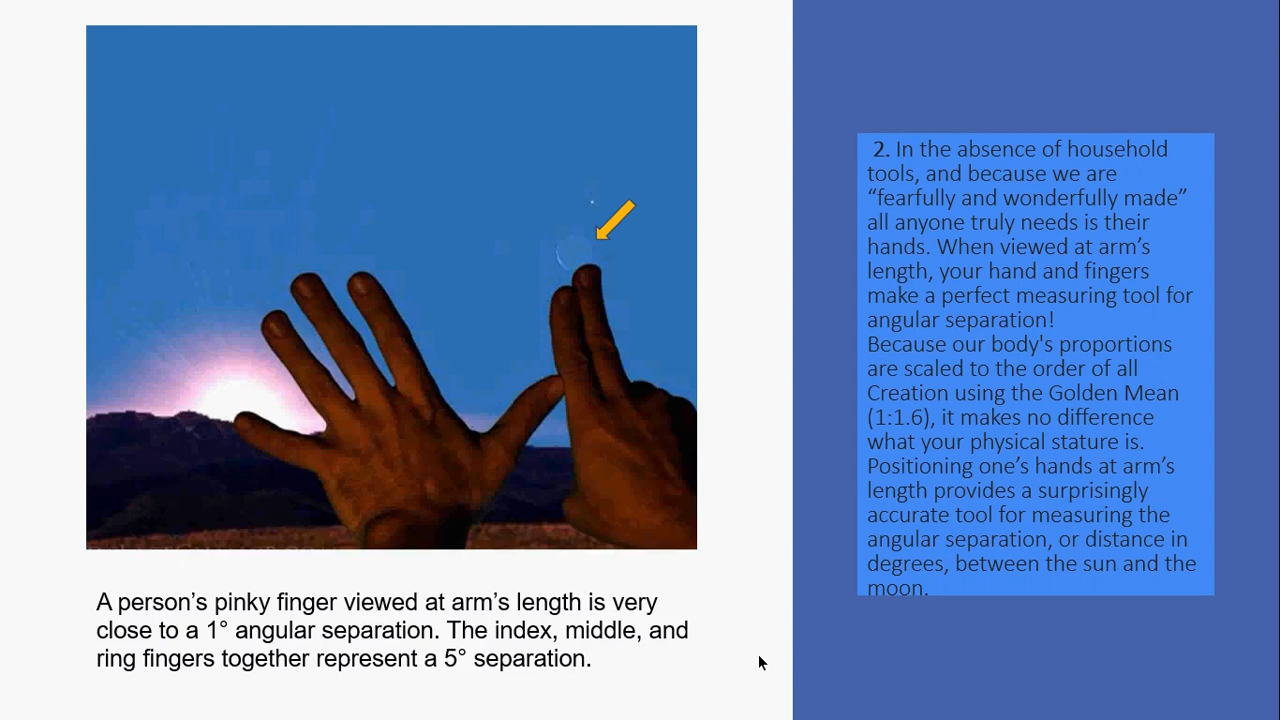 2. In the absence of household
tools, and because we are
“fearfully and wonderfully made”
all anyone truly needs is their
hands. When viewed at arm’s
length, your hand and fingers
make a perfect measuring tool for
angular separation!
Because our body's proportions
are scaled to the order of all
Creation using the Golden Mean
(1:1.6), it makes no difference
what your physical stature is.
Positioning one’s hands at arm’s
length provides a surprisingly
accurate tool for measuring the
angular separation, or distance in
degrees, between the sun and the
moon.
A person’s pinky finger viewed at arm’s length is very
close to a 1° angular separation. The index, middle, and
ring fingers together represent a 5° separation.